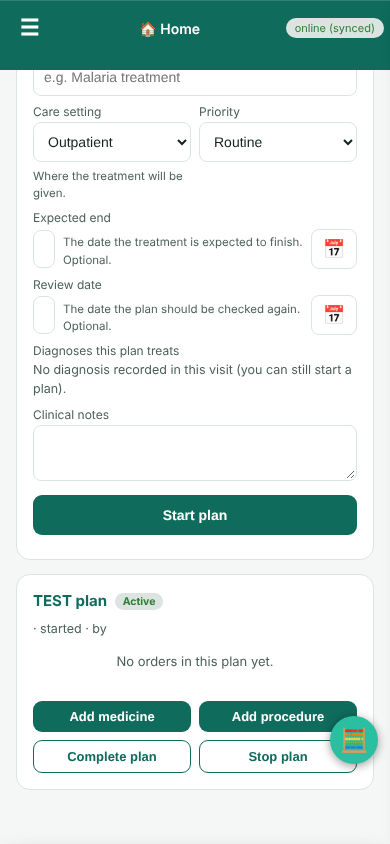 ☰ 🏠 Home online (synced)
e.g. Malaria treatment
Care setting Priority
Outpatient Routine
Where the treatment will be
given.
Expected end
The date the treatment is expected to finish.
Optional.
Review date
The date the plan should be checked again.
Optional.
Diagnoses this plan treats
No diagnosis recorded in this visit (you can still start a
plan).
Clinical notes
Start plan
TEST plan Active
· started · by
No orders in this plan yet.
Add medicine Add procedure
Complete plan Stop plan